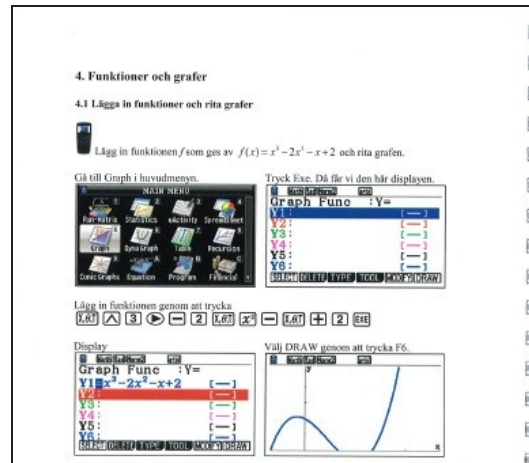 4. Funktioner och grafer
4.1 Lägga in funktioner och rita grafer
Lägg in funktionen f som ges av f(x) = x³ − 2x² − x + 2 och rita grafen.
Gå till Graph i huvudmenyn.
Tryck Exe. Då får vi den här displayen.
MAIN MENU
Run-Matrix Statistics eActivity Spreadsheet
Graph Dyna Graph Table Recursion
Conic Graphs Equation Program Financial
Graph Func :Y=
Y1: [—]
Y2: [—]
Y3: [—]
Y4: [—]
Y5: [—]
Y6: [—]
SELECT DELETE TYPE TOOL MODIFY DRAW
Lägg in funktionen genom att trycka
X,θ,T ^ 3 ▶ − 2 X,θ,T x² − X,θ,T + 2 EXE
Display
Välj DRAW genom att trycka F6.
Graph Func :Y=
Y1=x³−2x²−x+2 [—]
Y2: [—]
Y3: [—]
Y4: [—]
Y5: [—]
Y6: [—]
SELECT DELETE TYPE TOOL MODIFY DRAW
y
x